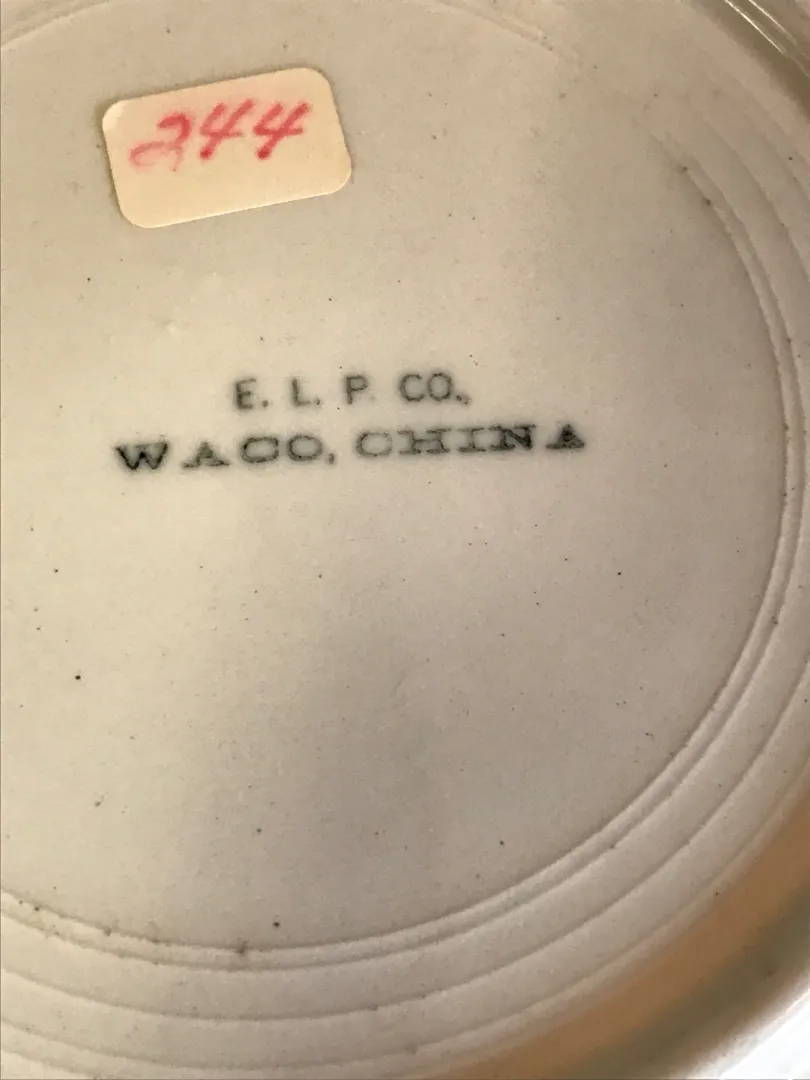 244
E. L. P. CO.,
WACO, CHINA